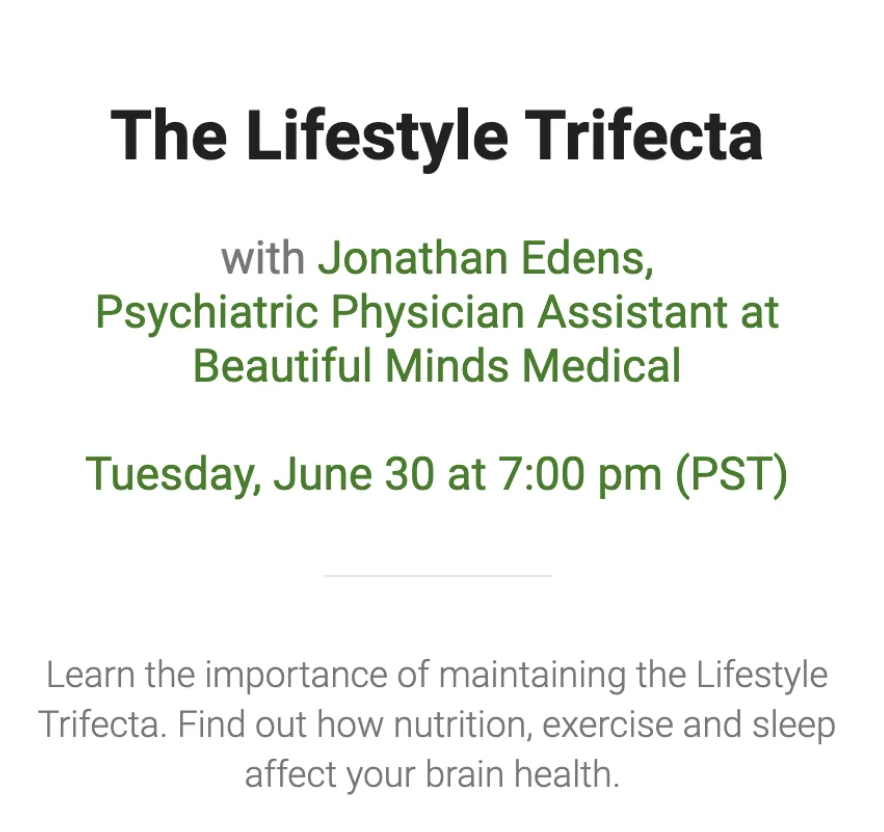 The Lifestyle Trifecta
with Jonathan Edens,
Psychiatric Physician Assistant at
Beautiful Minds Medical
Tuesday, June 30 at 7:00 pm (PST)
Learn the importance of maintaining the Lifestyle
Trifecta. Find out how nutrition, exercise and sleep
affect your brain health.